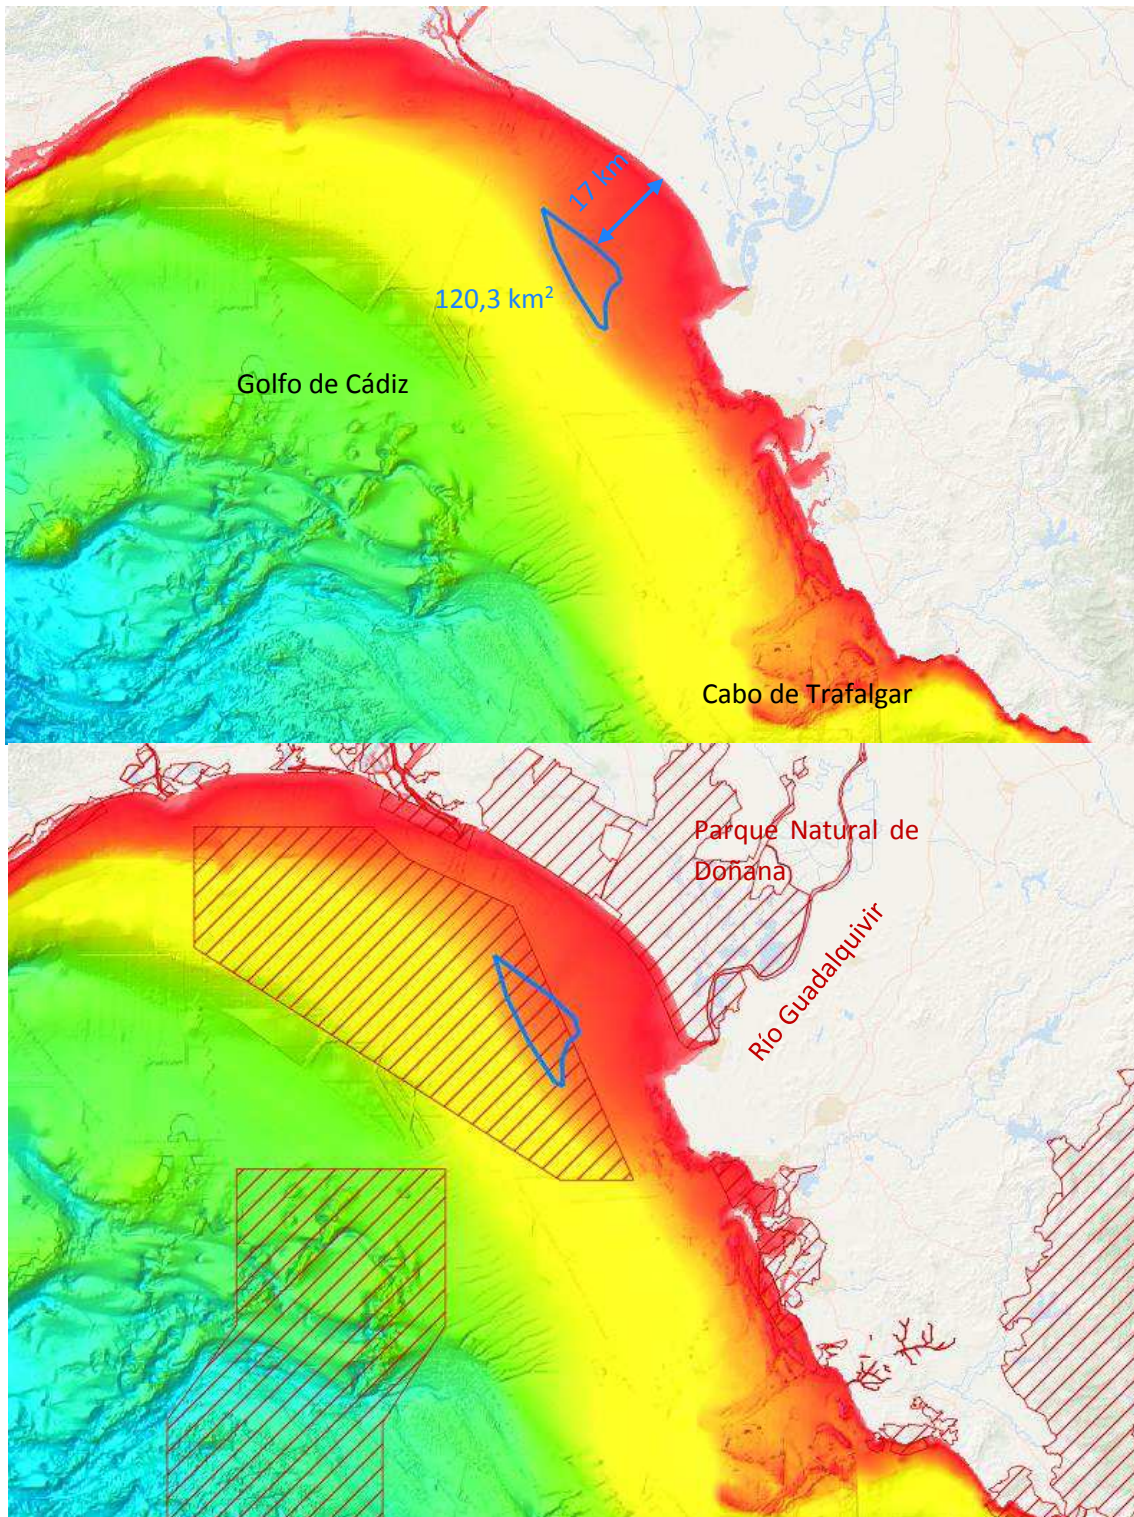 17 km
120,3 km²
Golfo de Cádiz
Cabo de Trafalgar
Parque Natural de
Doñana
Río Guadalquivir